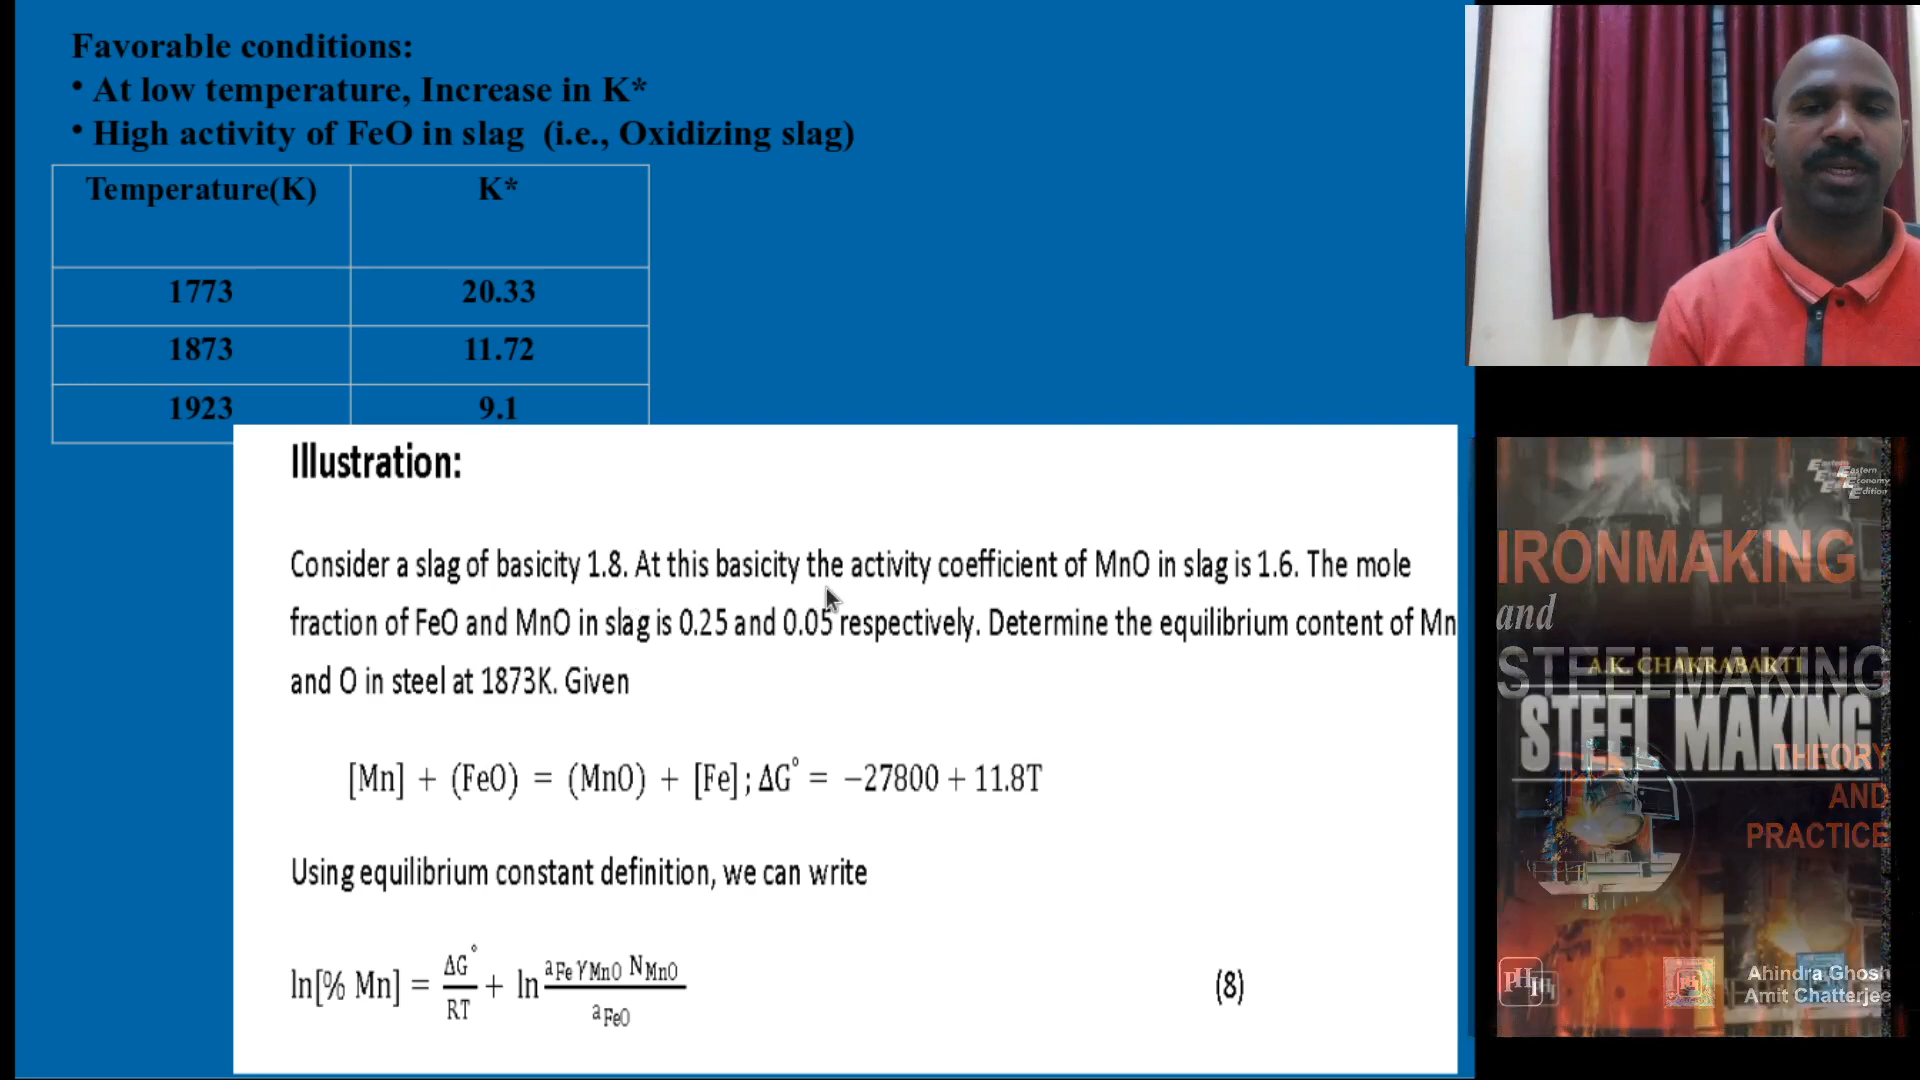 Favorable conditions:
• At low temperature, Increase in K*
• High activity of FeO in slag (i.e., Oxidizing slag)
Temperature(K) K*
1773 20.33
1873 11.72
1923 9.1
Illustration:
Consider a slag of basicity 1.8. At this basicity the activity coefficient of MnO in slag is 1.6. The mole
fraction of FeO and MnO in slag is 0.25 and 0.05 respectively. Determine the equilibrium content of Mn
and O in steel at 1873K. Given
[Mn] + (FeO) = (MnO) + [Fe]; ΔG° = −27800 + 11.8T
Using equilibrium constant definition, we can write
ln[% Mn] = ΔG°/RT + ln aFe γMnO NMnO / aFeO (8)
Eastern
Economy
Edition
IRONMAKING
and
STEELMAKING
THEORY
AND
PRACTICE
Ahindra Ghosh
Amit Chatterjee
A.K. CHAKRABARTI
STEEL MAKING
PHI